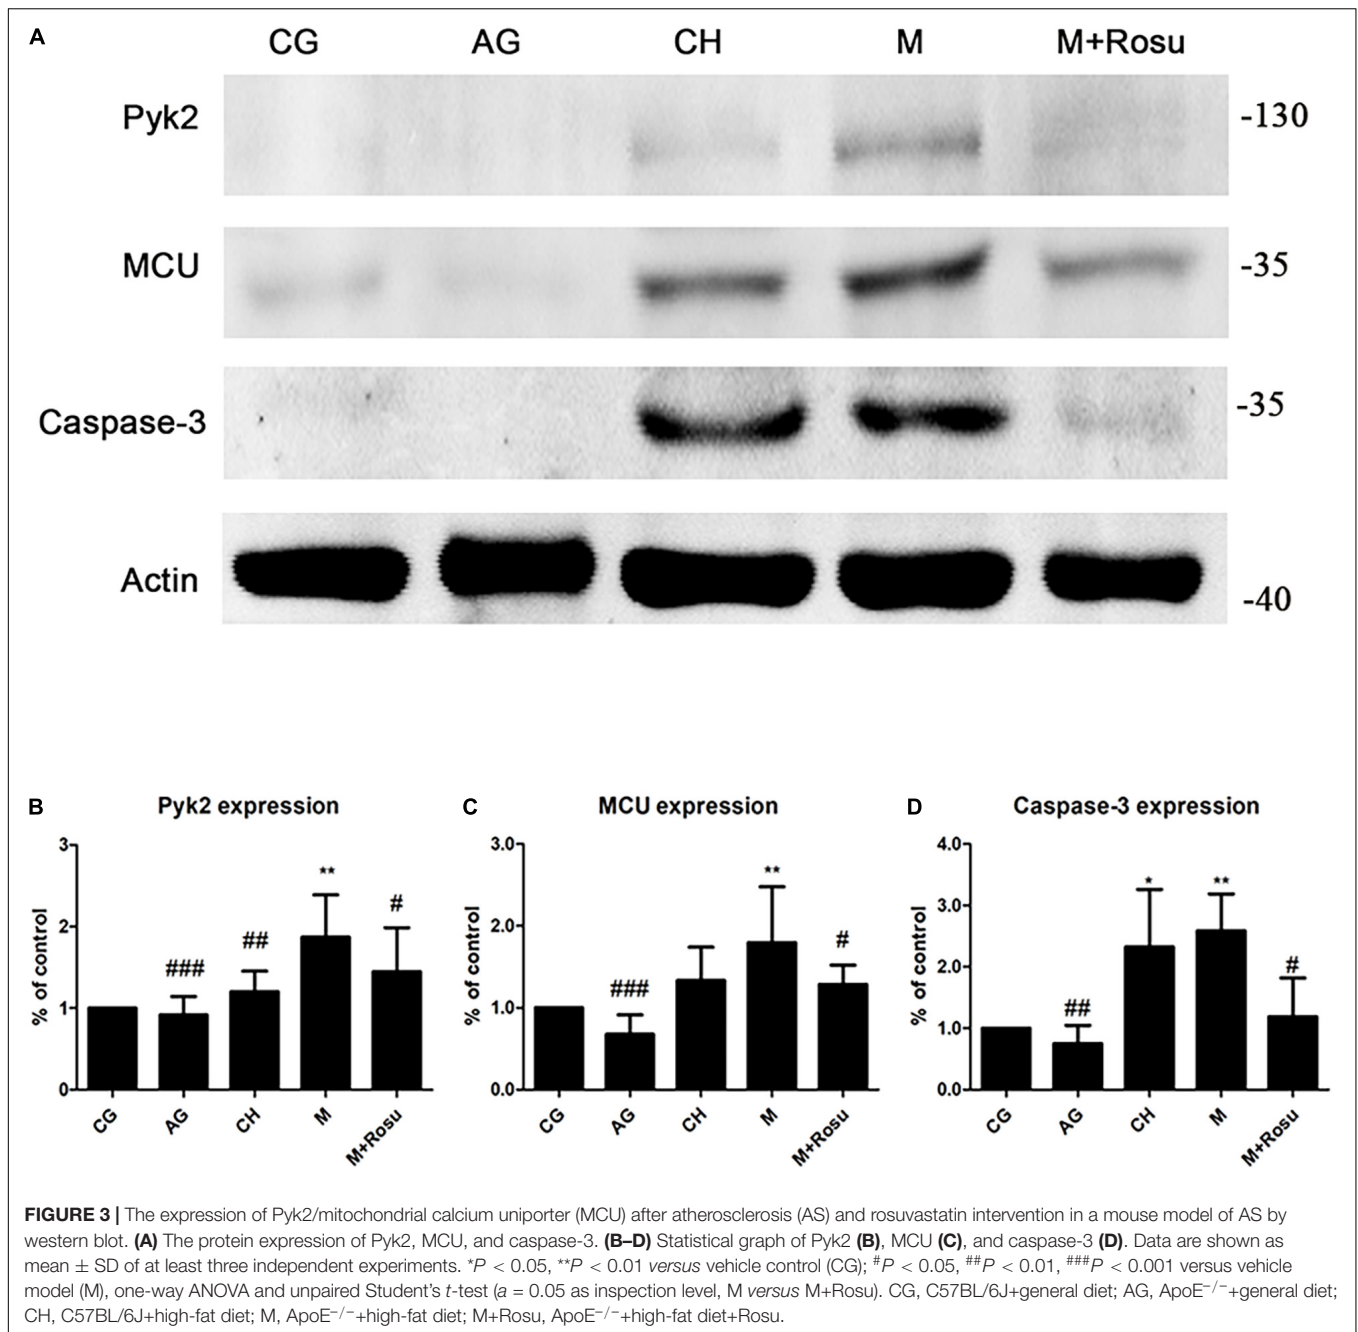 A
CG AG CH M M+Rosu
Pyk2 -130
MCU -35
Caspase-3 -35
Actin -40
B Pyk2 expression
% of control
3
2
1
0
###
##
**
#
CG AG CH M M+Rosu
C MCU expression
% of control
3.0
2.0
1.0
0.0
###
**
#
CG AG CH M M+Rosu
D Caspase-3 expression
% of control
4.0
3.0
2.0
1.0
0.0
##
*
**
#
CG AG CH M M+Rosu
FIGURE 3 | The expression of Pyk2/mitochondrial calcium uniporter (MCU) after atherosclerosis (AS) and rosuvastatin intervention in a mouse model of AS by
western blot. (A) The protein expression of Pyk2, MCU, and caspase-3. (B–D) Statistical graph of Pyk2 (B), MCU (C), and caspase-3 (D). Data are shown as
mean ± SD of at least three independent experiments. *P < 0.05, **P < 0.01 versus vehicle control (CG); #P < 0.05, ##P < 0.01, ###P < 0.001 versus vehicle
model (M), one-way ANOVA and unpaired Student's t-test (a = 0.05 as inspection level, M versus M+Rosu). CG, C57BL/6J+general diet; AG, ApoE−/−+general diet;
CH, C57BL/6J+high-fat diet; M, ApoE−/−+high-fat diet; M+Rosu, ApoE−/−+high-fat diet+Rosu.